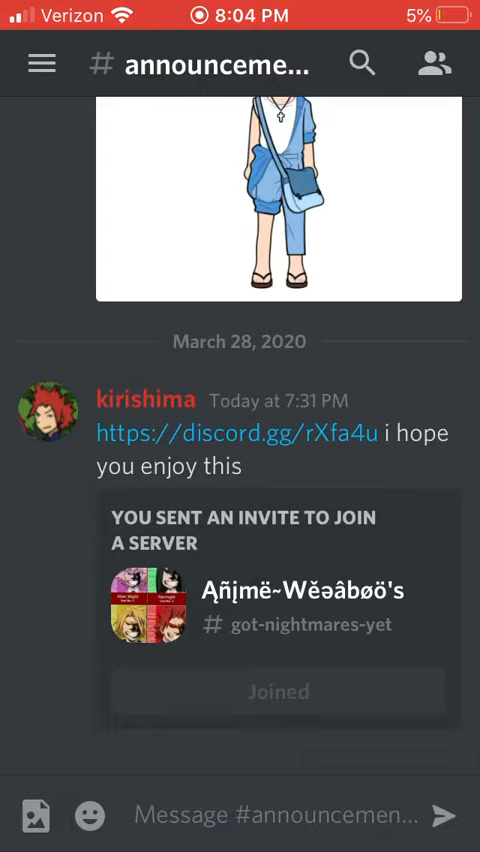 Verizon 8:04 PM 5%
# announceme...
March 28, 2020
kirishima Today at 7:31 PM
https://discord.gg/rXfa4u i hope
you enjoy this
YOU SENT AN INVITE TO JOIN
A SERVER
Ąñįmë~Wěəâbøö's
# got-nightmares-yet
Joined
Message #announcemen...